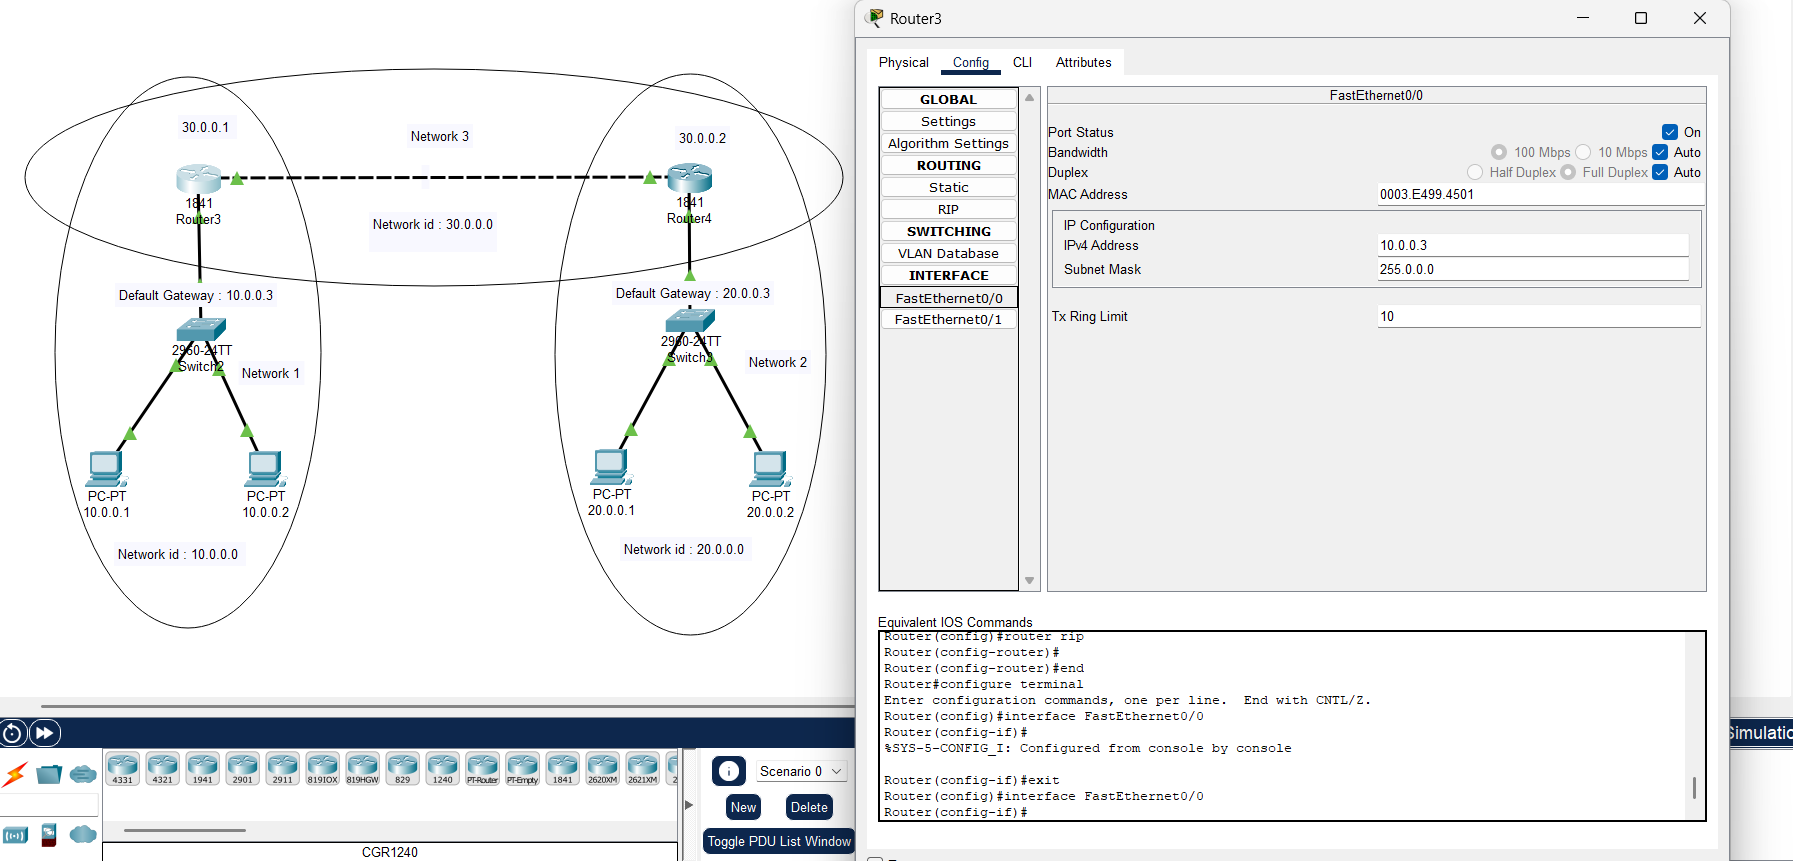 30.0.0.1
Network 3
30.0.0.2
1841
Router3
1841
Router4
Network id : 30.0.0.0
Default Gateway : 10.0.0.3
Default Gateway : 20.0.0.3
2960-24TT
Switch2
2960-24TT
Switch3
Network 1
Network 2
PC-PT
10.0.0.1
PC-PT
10.0.0.2
PC-PT
20.0.0.1
PC-PT
20.0.0.2
Network id : 10.0.0.0
Network id : 20.0.0.0
4331
4321
1941
2901
2911
819IOX
819HGW
829
1240
PT-Router
PT-Empty
1841
2620XM
2621XM
2
CGR1240
Scenario 0
New
Delete
Toggle PDU List Window
Simulatio
Router3
Physical
Config
CLI
Attributes
GLOBAL
Settings
Algorithm Settings
ROUTING
Static
RIP
SWITCHING
VLAN Database
INTERFACE
FastEthernet0/0
FastEthernet0/1
FastEthernet0/0
Port Status On
Bandwidth 100 Mbps 10 Mbps Auto
Duplex Half Duplex Full Duplex Auto
MAC Address 0003.E499.4501
IP Configuration
IPv4 Address 10.0.0.3
Subnet Mask 255.0.0.0
Tx Ring Limit 10
Equivalent IOS Commands
Router(config)#router rip
Router(config-router)#
Router(config-router)#end
Router#configure terminal
Enter configuration commands, one per line.  End with CNTL/Z.
Router(config)#interface FastEthernet0/0
Router(config-if)#
%SYS-5-CONFIG_I: Configured from console by console
Router(config-if)#exit
Router(config)#interface FastEthernet0/0
Router(config-if)#